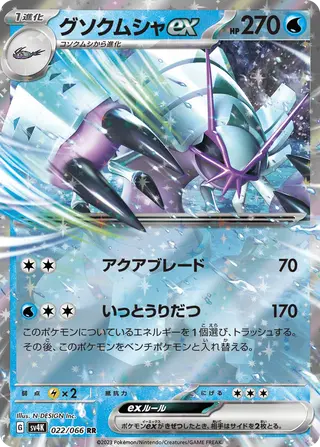 1進化 グソクムシャex HP270
コソクムシから進化
アクアブレード 70
いっとうりだつ 170
このポケモンについているエネルギーを1個選び、トラッシュする。
その後、このポケモンをベンチポケモンと入れ替える。
弱点 ×2 抵抗力 にげる
Illus. N-DESIGN Inc.
exルール
ポケモンexがきぜつしたとき、相手はサイドを2枚とる。
G sv4K 022/066 RR
©2023 Pokémon/Nintendo/Creatures/GAME FREAK.